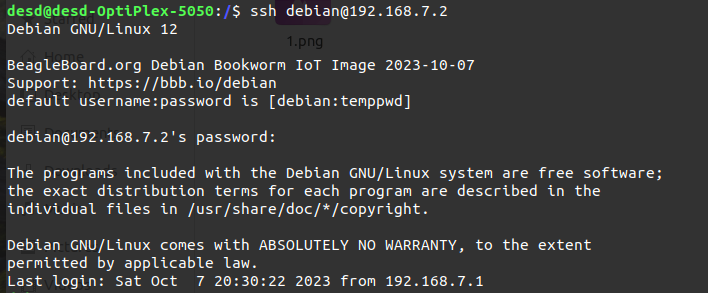 desd@desd-OptiPlex-5050:/$ ssh debian@192.168.7.2
Debian GNU/Linux 12
1.png
BeagleBoard.org Debian Bookworm IoT Image 2023-10-07
Support: https://bbb.io/debian
default username:password is [debian:temppwd]
debian@192.168.7.2's password:
The programs included with the Debian GNU/Linux system are free software;
the exact distribution terms for each program are described in the
individual files in /usr/share/doc/*/copyright.
Debian GNU/Linux comes with ABSOLUTELY NO WARRANTY, to the extent
permitted by applicable law.
Last login: Sat Oct  7 20:30:22 2023 from 192.168.7.1